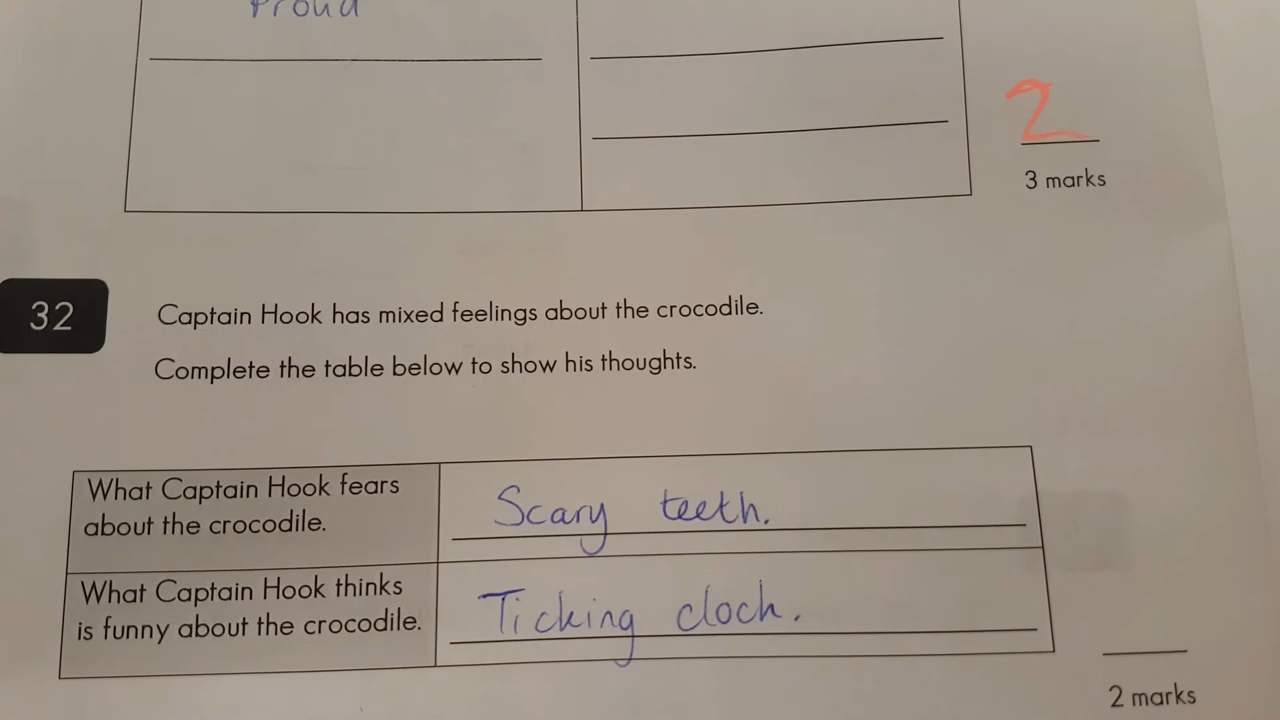 Proud
2
3 marks
32
Captain Hook has mixed feelings about the crocodile.
Complete the table below to show his thoughts.
What Captain Hook fears
about the crocodile.
Scary teeth.
What Captain Hook thinks
is funny about the crocodile.
Ticking cloch.
2 marks